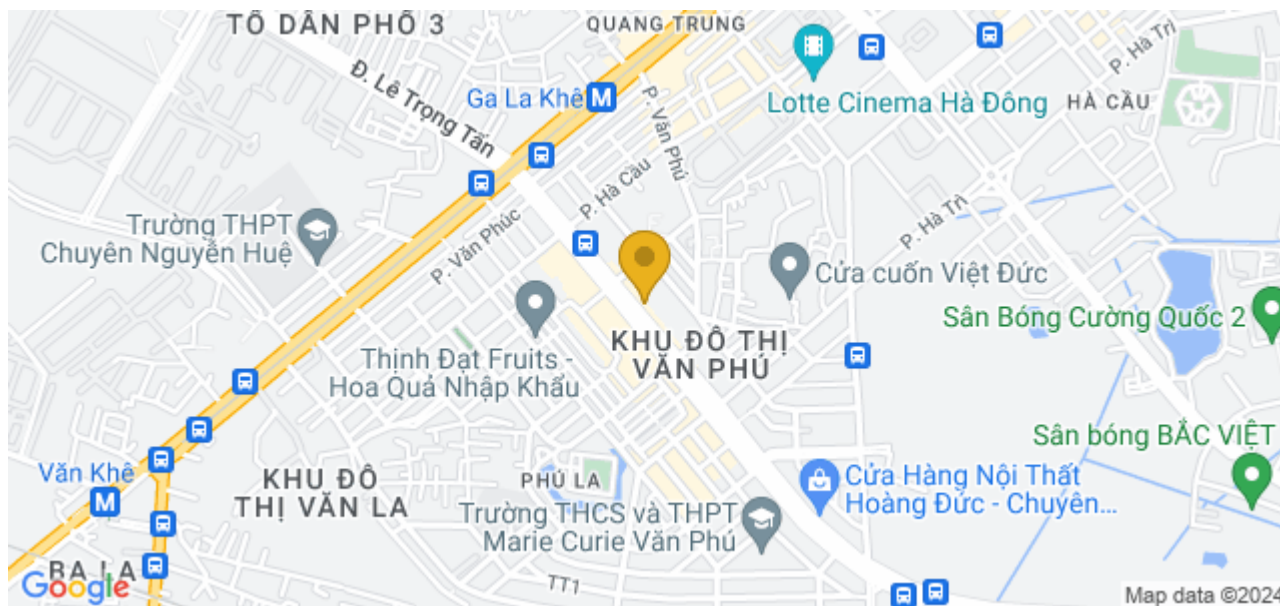 TỔ DÂN PHỐ 3
QUANG TRUNG
P. Hà Trì
Đ. Lê Trọng Tấn
Ga La Khê
M
P. Văn Phú
Lotte Cinema Hà Đông
HÀ CẦU
P. Hà Cầu
Trường THPT
Chuyên Nguyễn Huệ
P. Văn Phúc
P. Hà Trì
Cửa cuốn Việt Đức
Sân Bóng Cường Quốc 2
KHU ĐÔ THỊ
VĂN PHÚ
Thịnh Đạt Fruits -
Hoa Quả Nhập Khẩu
Sân bóng BẮC VIỆT
Văn Khê
M
KHU ĐÔ
THỊ VĂN LA
PHÚ LA
Cửa Hàng Nội Thất
Hoàng Đức - Chuyên...
Trường THCS và THPT
Marie Curie Văn Phú
BA LA
TT1
Google
Map data ©2024